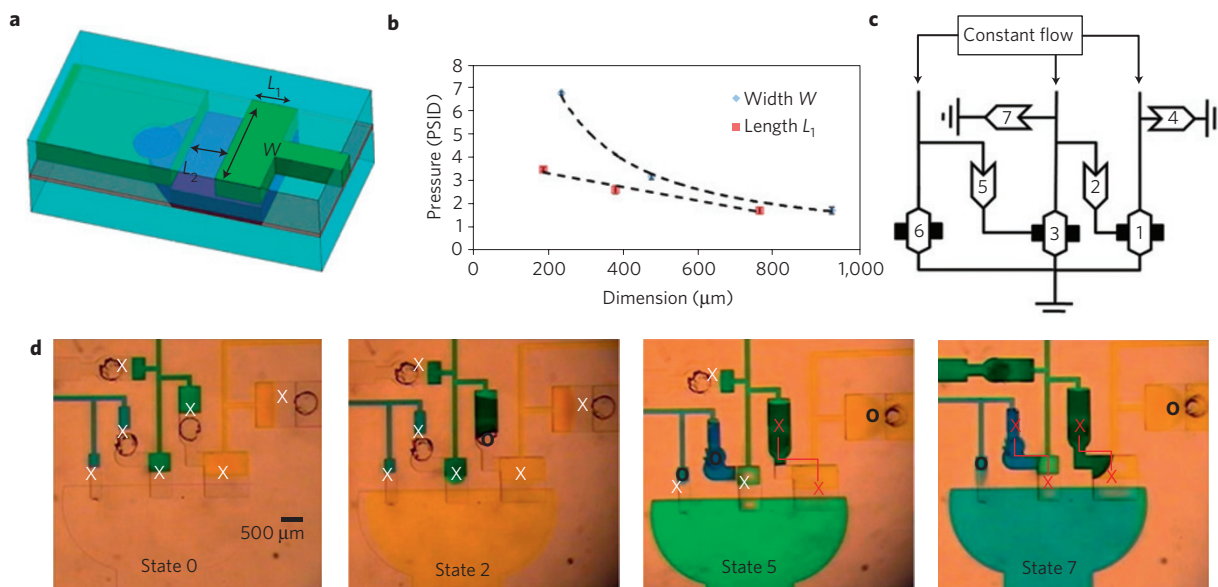 a
L1
W
L2
b
8
7
6
5
4
3
2
1
0
Pressure (PSID)
Width W
Length L1
0 200 400 600 800 1,000
Dimension (µm)
c
Constant flow
7 4
5 2
6 3 1
d
X X X
X X
X X X
500 µm
State 0
X X
X O
X X X
State 2
X O
O X
O
X X X
State 5
X X O
O X X
State 7